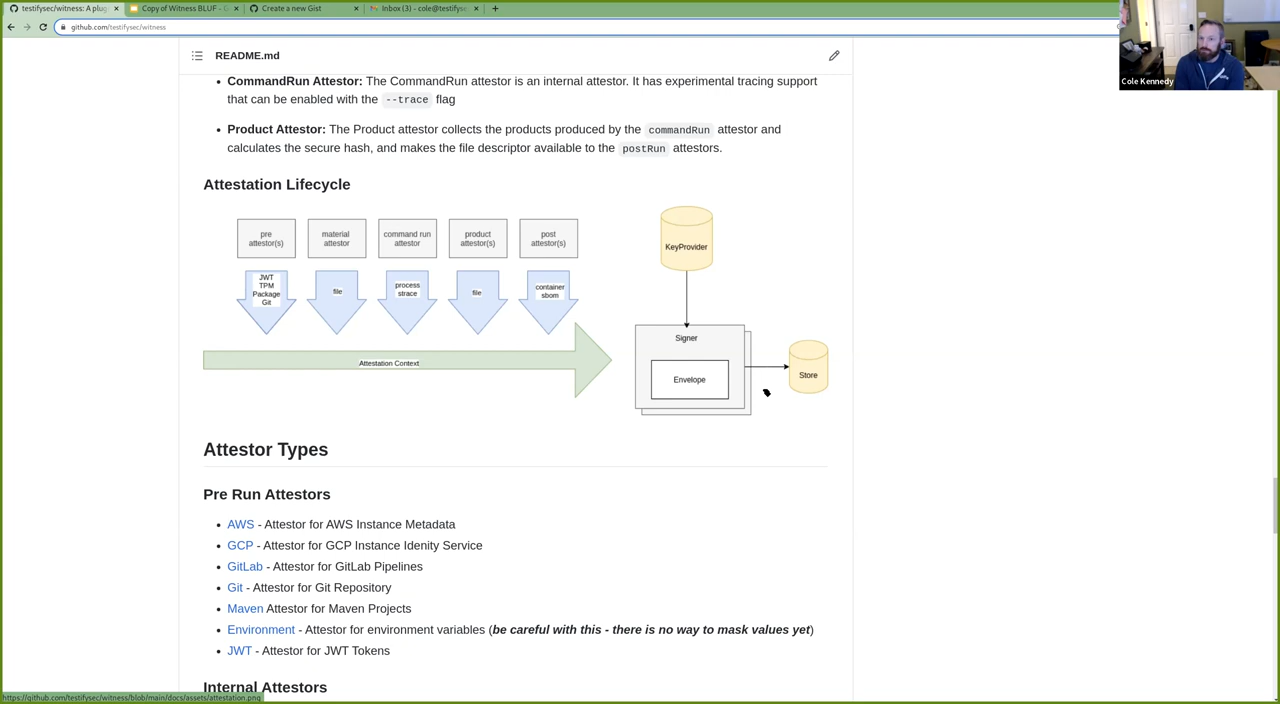 testifysec/witness: A plug
Copy of Witness BLUF - G
Create a new Gist
Inbox (3) - cole@testifyse
github.com/testifysec/witness
Cole Kennedy
README.md
CommandRun Attestor: The CommandRun attestor is an internal attestor. It has experimental tracing support
that can be enabled with the --trace flag
Product Attestor: The Product attestor collects the products produced by the commandRun attestor and
calculates the secure hash, and makes the file descriptor available to the postRun attestors.
Attestation Lifecycle
pre
attestor(s)
material
attestor
command run
attestor
product
attestor(s)
post
attestor(s)
KeyProvider
JWT
TPM
Package
Git
file
process
strace
file
container
sbom
Attestation Context
Signer
Envelope
Store
Attestor Types
Pre Run Attestors
AWS - Attestor for AWS Instance Metadata
GCP - Attestor for GCP Instance Idenity Service
GitLab - Attestor for GitLab Pipelines
Git - Attestor for Git Repository
Maven Attestor for Maven Projects
Environment - Attestor for environment variables (be careful with this - there is no way to mask values yet)
JWT - Attestor for JWT Tokens
Internal Attestors
https://github.com/testifysec/witness/blob/main/docs/assets/attestation.png